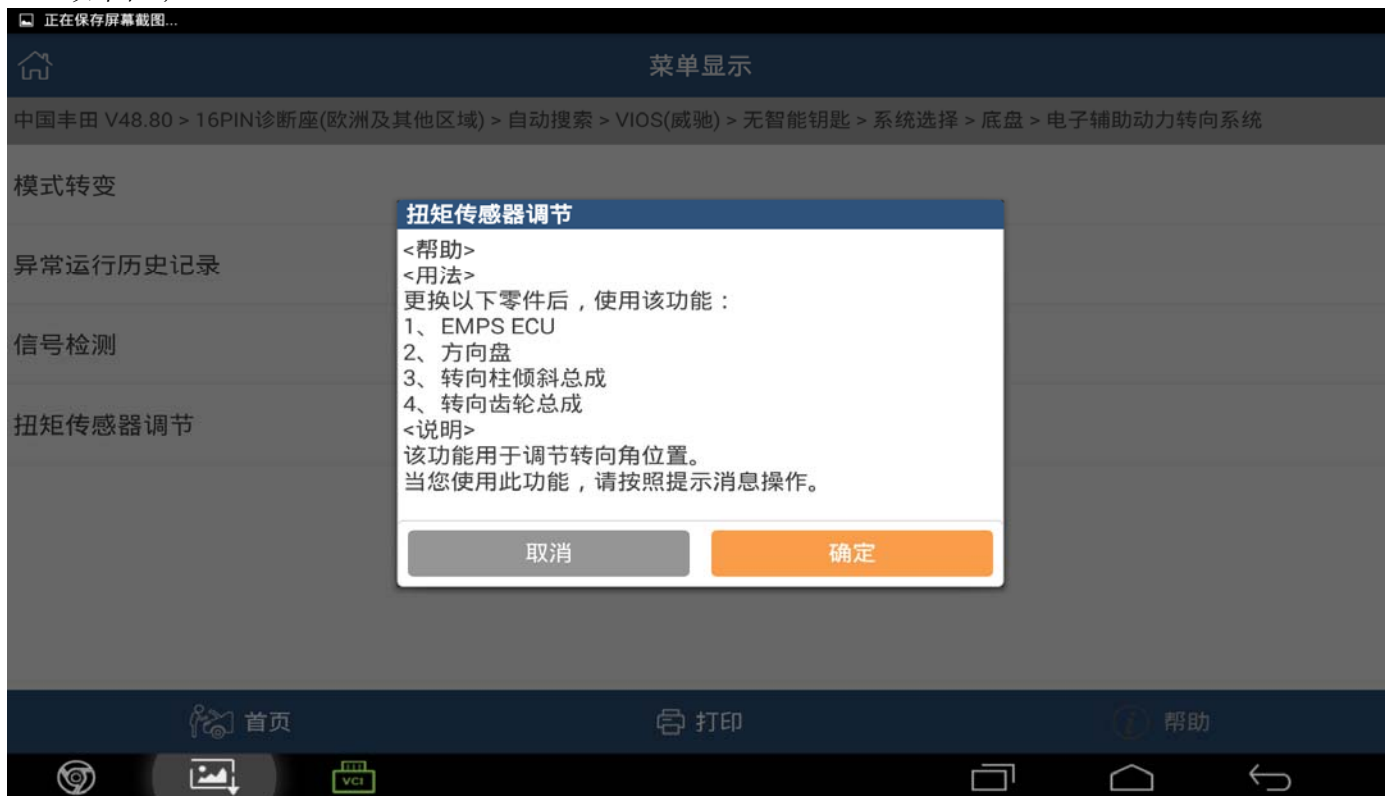 正在保存屏幕截图...
菜单显示
中国丰田 V48.80 > 16PIN诊断座(欧洲及其他区域) > 自动搜索 > VIOS(威驰) > 无智能钥匙 > 系统选择 > 底盘 > 电子辅助动力转向系统
模式转变
异常运行历史记录
信号检测
扭矩传感器调节
扭矩传感器调节
<帮助>
<用法>
更换以下零件后，使用该功能：
1、EMPS ECU
2、方向盘
3、转向柱倾斜总成
4、转向齿轮总成
<说明>
该功能用于调节转向角位置。
当您使用此功能，请按照提示消息操作。
取消
确定
首页
打印
帮助
VCI